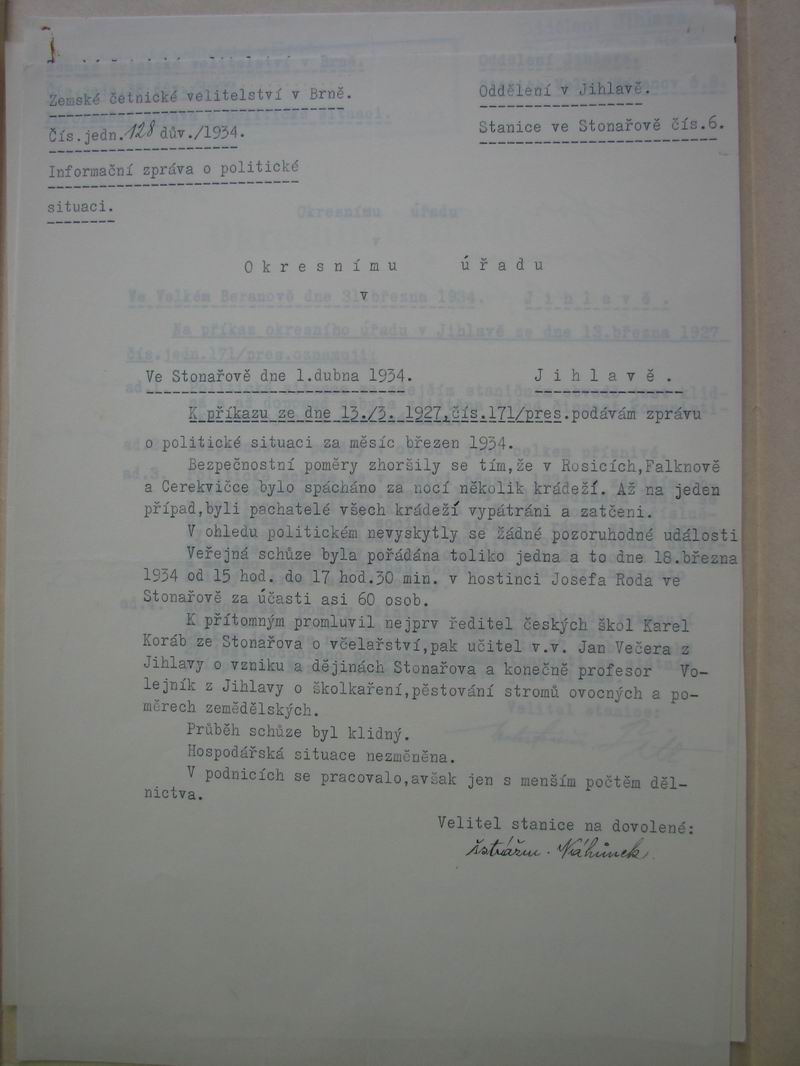 Zemské četnické velitelství v Brně.
Oddělení v Jihlavě.
Čís.jedn.128 dův./1934.
Stanice ve Stonařově čís.6.
Informační zpráva o politické
situaci.
Okresnímu úřadu
v
Ve Stonařově dne 1.dubna 1934.
Jihlavě.
K příkazu ze dne 13./3. 1927,čís.171/pres.podávám zprávu
o politické situaci za měsíc březen 1934.
Bezpečnostní poměry zhoršily se tím,že v Rosicích,Falknově
a Cerekvičce bylo spácháno za nocí několik krádeží. Až na jeden
případ,byli pachatelé všech krádeží vypátráni a zatčeni.
V ohledu politickém nevyskytly se žádné pozoruhodné události
Veřejná schůze byla pořádána toliko jedna a to dne 18.března
1934 od 15 hod. do 17 hod.30 min. v hostinci Josefa Roda ve
Stonařově za účasti asi 60 osob.
K přítomným promluvil nejprv ředitel českých škol Karel
Koráb ze Stonařova o včelařství,pak učitel v.v. Jan Večera z
Jihlavy o vzniku a dějinách Stonařova a konečně profesor Vo-
lejník z Jihlavy o školkaření,pěstování stromů ovocných a po-
měrech zemědělských.
Průběh schůze byl klidný.
Hospodářská situace nezměněna.
V podnicích se pracovalo,avšak jen s menším počtěm děl-
nictva.
Velitel stanice na dovolené: